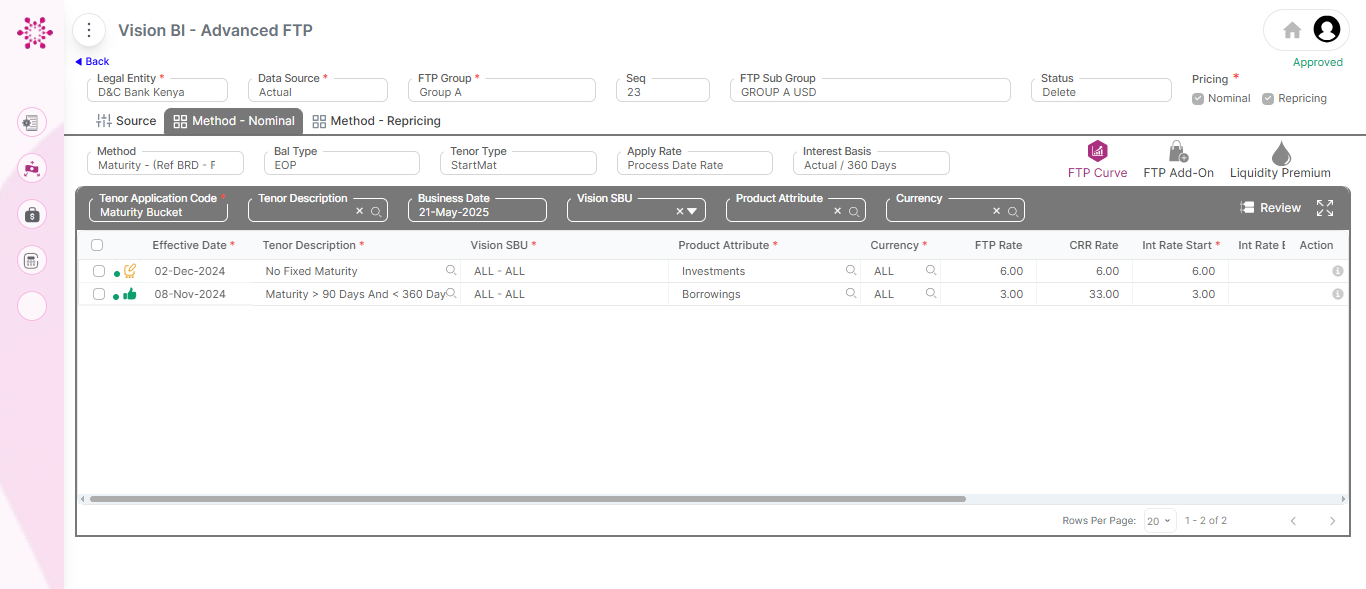 Vision BI - Advanced FTP
Back
Approved
Legal Entity *
Data Source *
FTP Group *
Seq
FTP Sub Group
Status
Pricing *
D&C Bank Kenya
Actual
Group A
23
GROUP A USD
Delete
Nominal
Repricing
Source
Method - Nominal
Method - Repricing
Method
Bal Type
Tenor Type
Apply Rate
Interest Basis
Maturity - (Ref BRD - F
EOP
StartMat
Process Date Rate
Actual / 360 Days
FTP Curve
FTP Add-On
Liquidity Premium
Tenor Application Code *
Tenor Description
Business Date
Vision SBU
Product Attribute
Currency
Maturity Bucket
21-May-2025
Review
Effective Date * Tenor Description * Vision SBU * Product Attribute * Currency * FTP Rate CRR Rate Int Rate Start * Int Rate E Action
02-Dec-2024 No Fixed Maturity ALL - ALL Investments ALL 6.00 6.00 6.00
08-Nov-2024 Maturity > 90 Days And < 360 Day ALL - ALL Borrowings ALL 3.00 33.00 3.00
Rows Per Page: 20 1 - 2 of 2